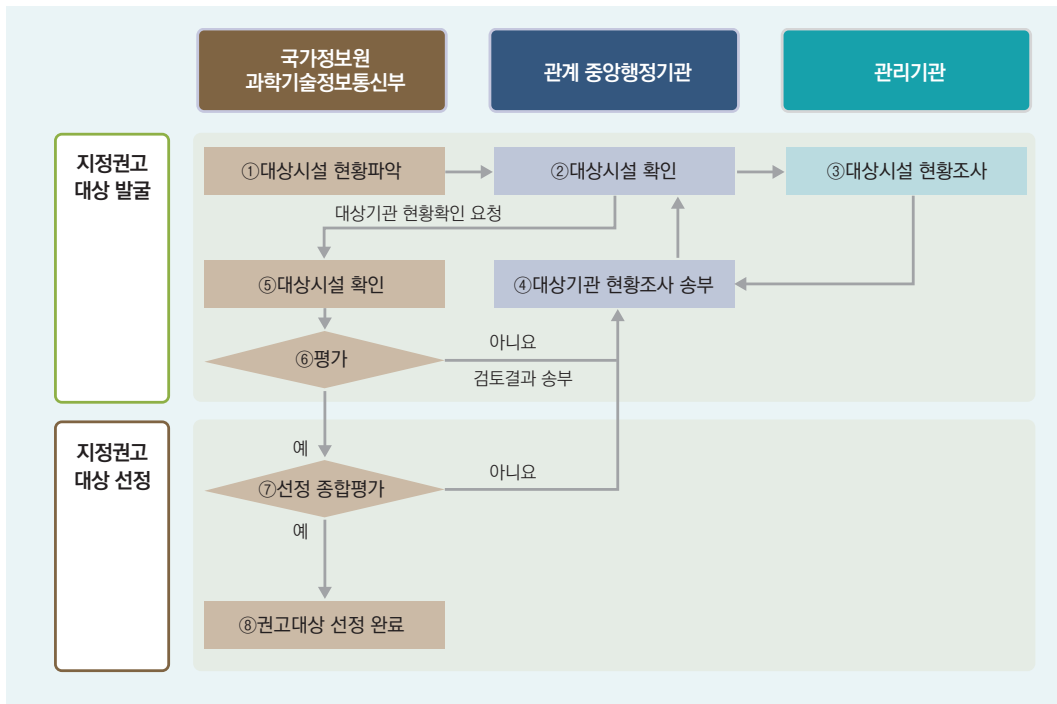 국가정보원
과학기술정보통신부
관계 중앙행정기관
관리기관
지정권고
대상 발굴
①대상시설 현황파악
②대상시설 확인
③대상시설 현황조사
대상기관 현황확인 요청
⑤대상시설 확인
④대상기관 현황조사 송부
⑥평가
아니요
검토결과 송부
지정권고
대상 선정
예
⑦선정 종합평가
아니요
예
⑧권고대상 선정 완료